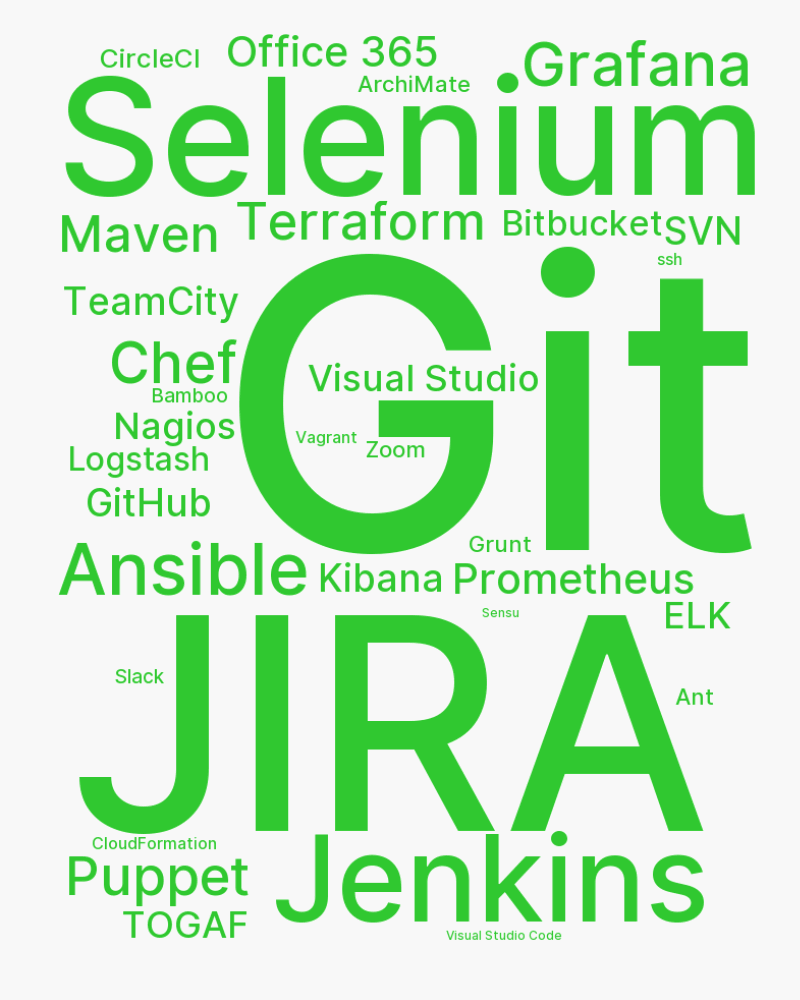 CircleCI
Office 365
Grafana
ArchiMate
Selenium
Maven
Terraform
Bitbucket
SVN
ssh
TeamCity
Git
Chef
Visual Studio
Bamboo
Nagios
Vagrant
Zoom
Logstash
GitHub
Grunt
Ansible
Kibana
Prometheus
Sensu
ELK
JIRA
Slack
Ant
CloudFormation
Puppet
Jenkins
TOGAF
Visual Studio Code